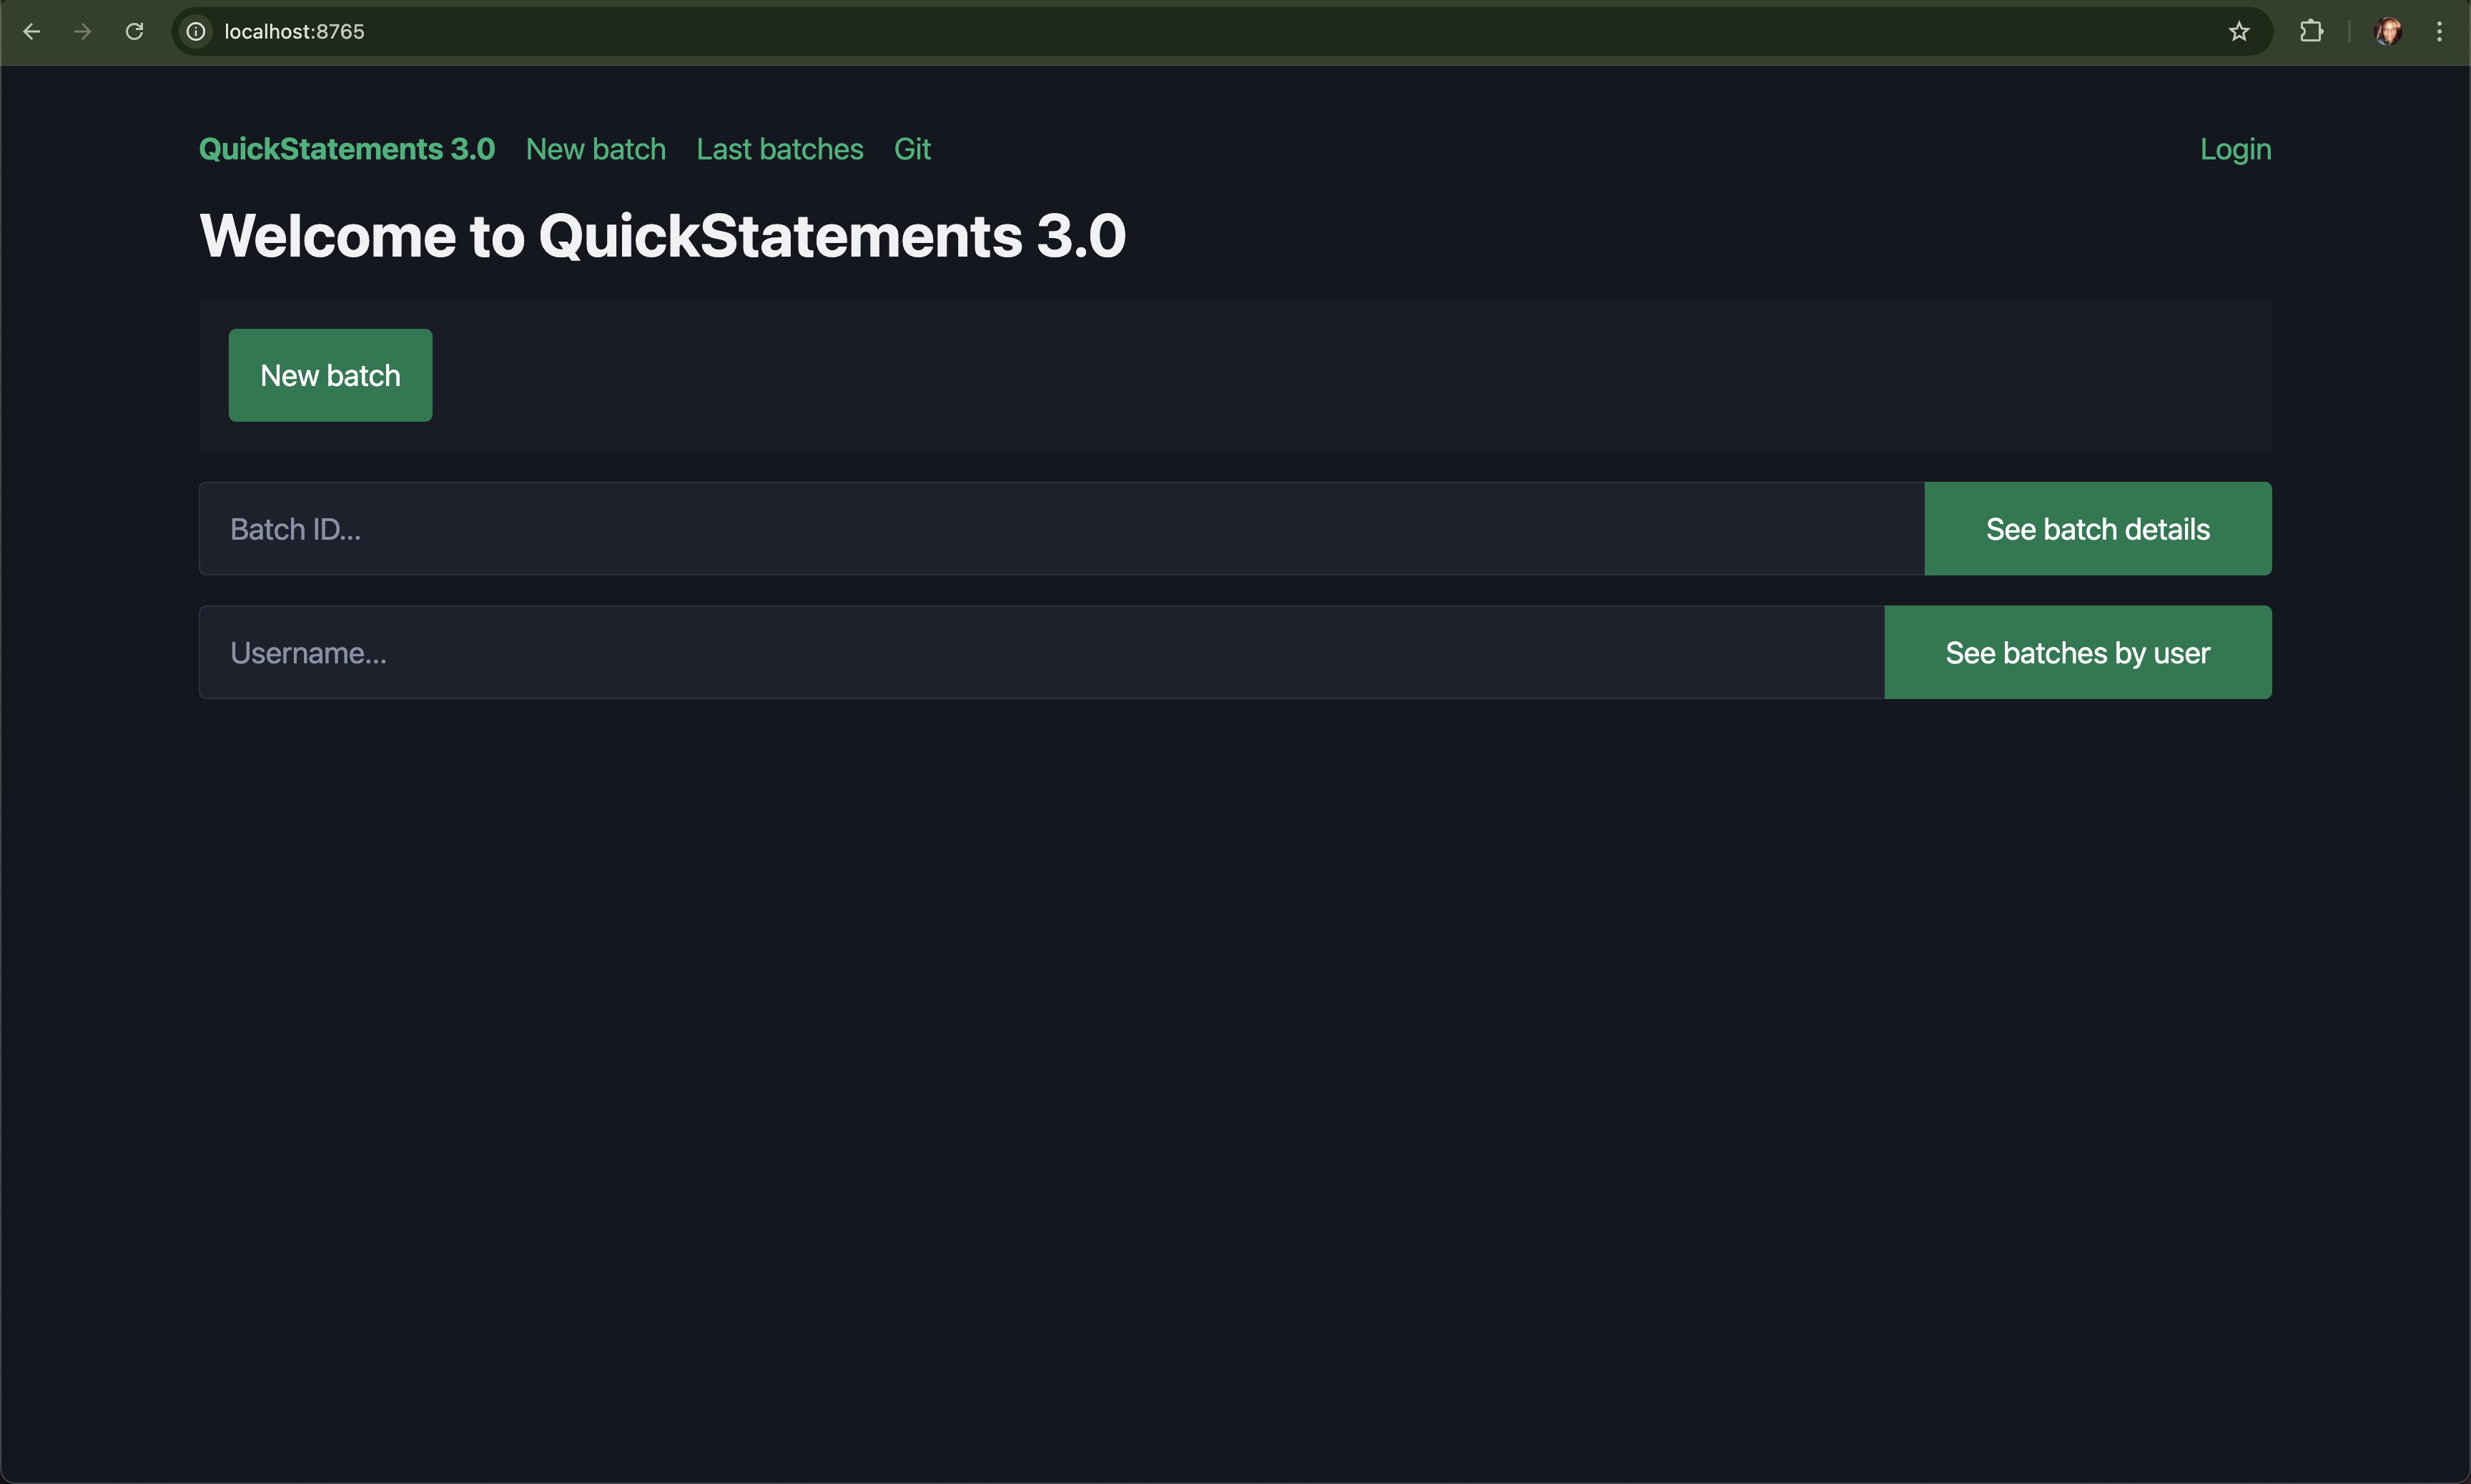 localhost:8765
QuickStatements 3.0 New batch Last batches Git Login
Welcome to QuickStatements 3.0
New batch
Batch ID... See batch details
Username... See batches by user